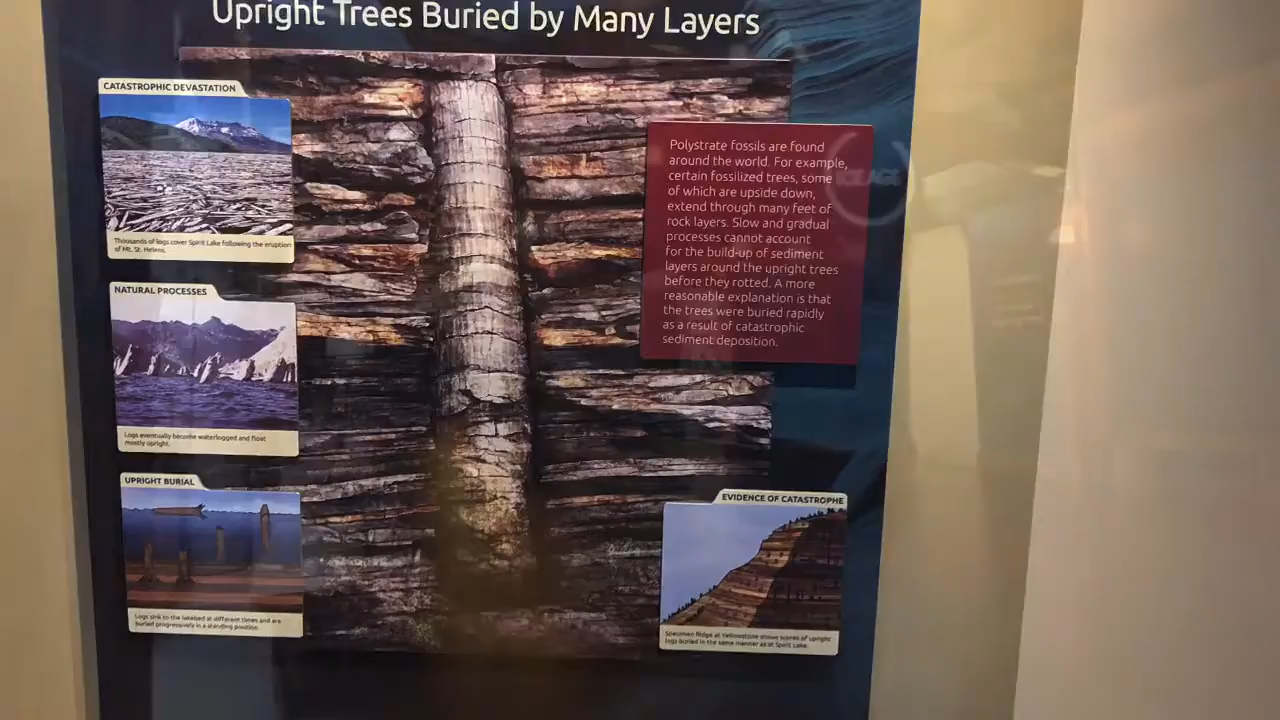 Upright Trees Buried by Many Layers
CATASTROPHIC DEVASTATION
Thousands of logs cover Spirit Lake following the eruption
of Mt. St. Helens.
NATURAL PROCESSES
Logs eventually become waterlogged and float
mostly upright.
UPRIGHT BURIAL
Logs sink to the lakebed at different times and are
buried progressively in a standing position.
Polystrate fossils are found
around the world. For example,
certain fossilized trees, some
of which are upside down,
extend through many feet of
rock layers. Slow and gradual
processes cannot account
for the build-up of sediment
layers around the upright trees
before they rotted. A more
reasonable explanation is that
the trees were buried rapidly
as a result of catastrophic
sediment deposition.
EVIDENCE OF CATASTROPHE
Specimen Ridge at Yellowstone shows scores of upright
logs buried in the same manner as at Spirit Lake.